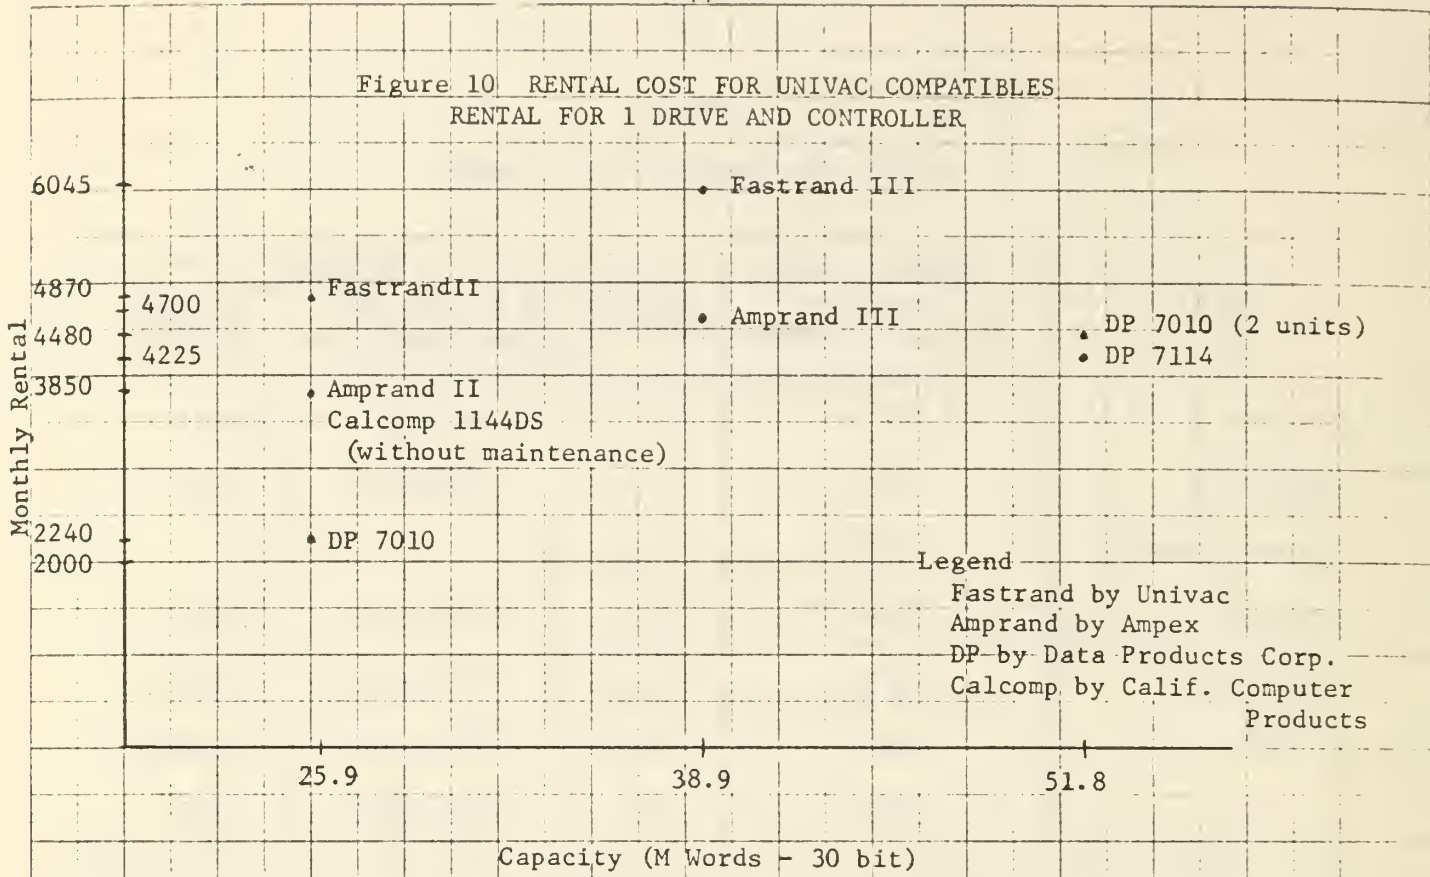 Figure 10 RENTAL COST FOR UNIVAC COMPATIBLES
RENTAL FOR 1 DRIVE AND CONTROLLER
Monthly Rental
6045
4870
4700
4480
4225
3850
2240
2000
Fastrand III
FastrandII
Amprand III
DP 7010 (2 units)
DP 7114
Amprand II
Calcomp 1144DS
(without maintenance)
DP 7010
Legend
Fastrand by Univac
Amprand by Ampex
DP by Data Products Corp.
Calcomp by Calif. Computer
Products
25.9
38.9
51.8
Capacity (M Words - 30 bit)